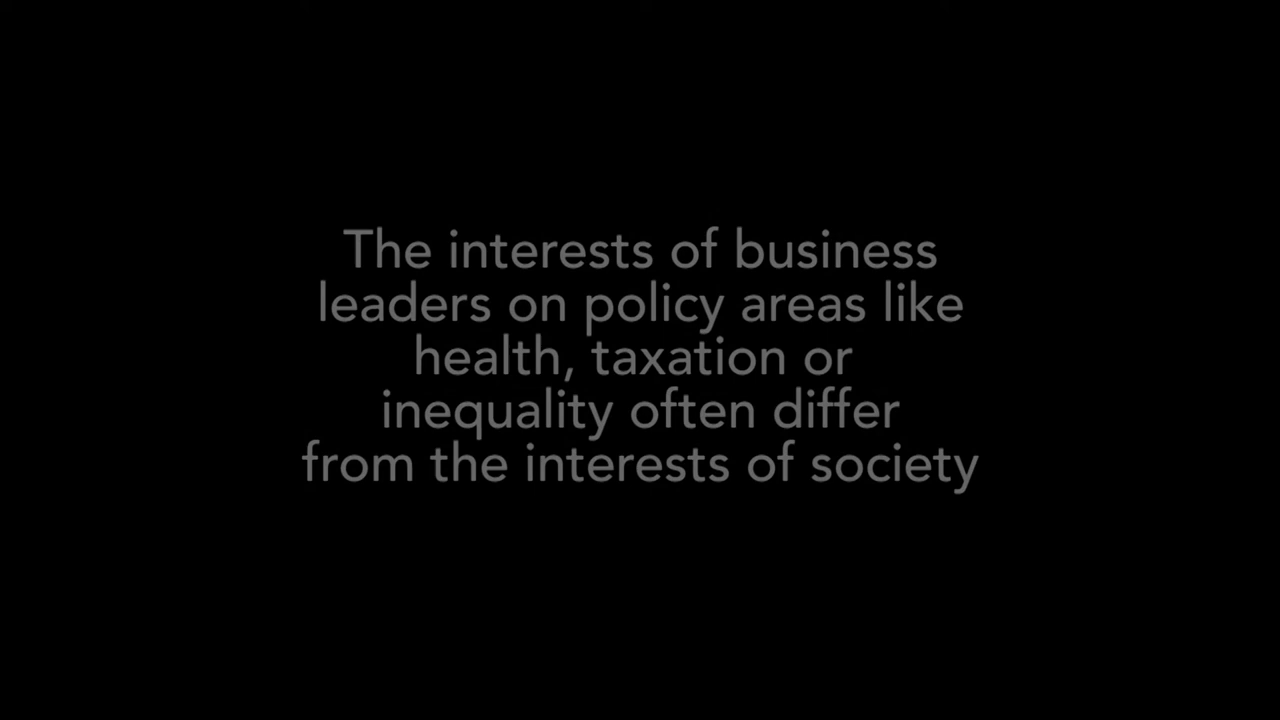 The interests of business
leaders on policy areas like
health, taxation or
inequality often differ
from the interests of society